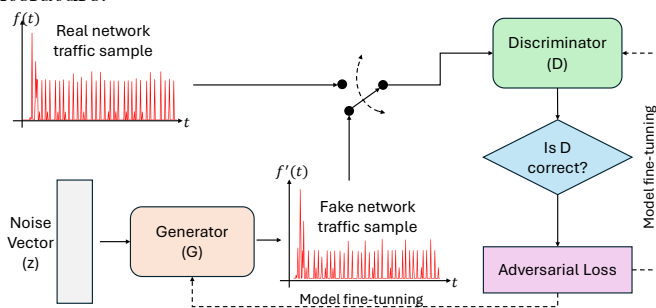 f(t)
Real network
traffic sample
t
Discriminator
(D)
Is D
correct?
Model fine-tunning
Noise
Vector
(z)
Generator
(G)
f'(t)
Fake network
traffic sample
t
Adversarial Loss
Model fine-tunning